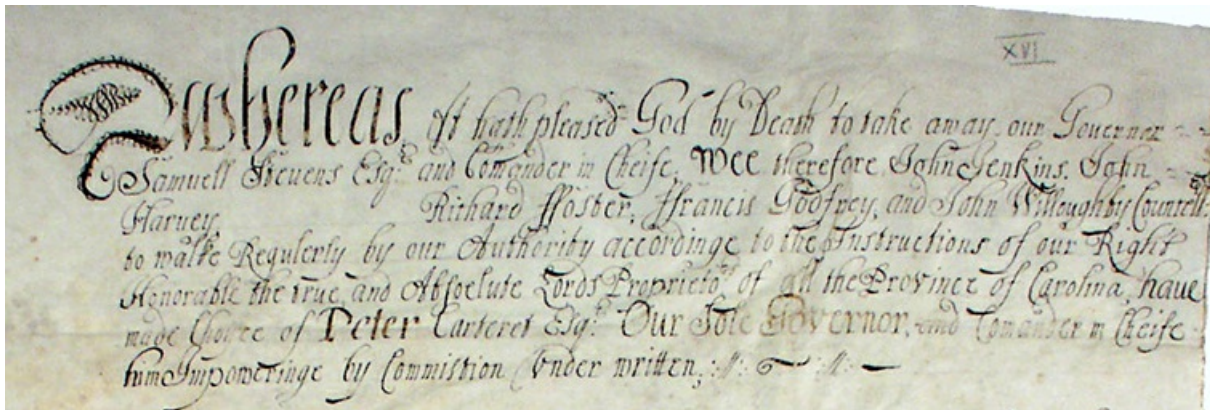 XVI
Whereas It hath pleased God by Death to take away our Governor
Samuell Stevens Esqr. and Comander in Cheife, Wee therefore John Jenkins, John
Harvey, Richard ffoster, ffrancis Godfrey, and John Willoughby Councell:
to walke Regulerly by our Authority accordinge to the Instructions of our Right
Honorable the true and Absoelute Lords Proprietors of all the Province of Carolina, have
made Choice of Peter Carteret Esqr. Our Sole Governor, and Comander in Cheife
him Impoweringe by Commission Under written,